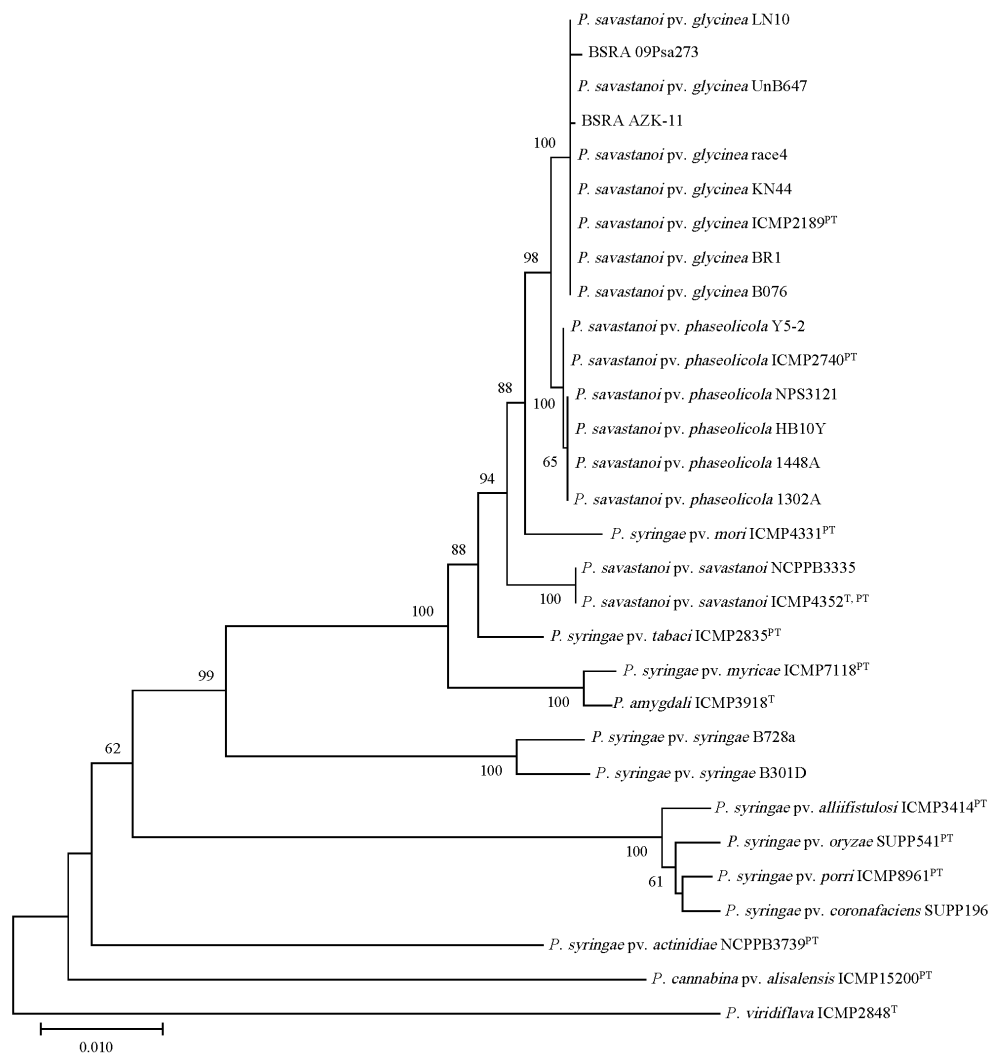 P. savastanoi pv. glycinea LN10
BSRA 09Psa273
P. savastanoi pv. glycinea UnB647
BSRA AZK-11
100
P. savastanoi pv. glycinea race4
P. savastanoi pv. glycinea KN44
P. savastanoi pv. glycinea ICMP2189PT
98
P. savastanoi pv. glycinea BR1
P. savastanoi pv. glycinea B076
P. savastanoi pv. phaseolicola Y5-2
P. savastanoi pv. phaseolicola ICMP2740PT
88
100
P. savastanoi pv. phaseolicola NPS3121
P. savastanoi pv. phaseolicola HB10Y
65
P. savastanoi pv. phaseolicola 1448A
94
P. savastanoi pv. phaseolicola 1302A
P. syringae pv. mori ICMP4331PT
88
P. savastanoi pv. savastanoi NCPPB3335
100
P. savastanoi pv. savastanoi ICMP4352T, PT
100
P. syringae pv. tabaci ICMP2835PT
99
P. syringae pv. myricae ICMP7118PT
100
P. amygdali ICMP3918T
P. syringae pv. syringae B728a
62
100
P. syringae pv. syringae B301D
P. syringae pv. alliifistulosi ICMP3414PT
100
P. syringae pv. oryzae SUPP541PT
61
P. syringae pv. porri ICMP8961PT
P. syringae pv. coronafaciens SUPP196
P. syringae pv. actinidiae NCPPB3739PT
P. cannabina pv. alisalensis ICMP15200PT
P. viridiflava ICMP2848T
0.010